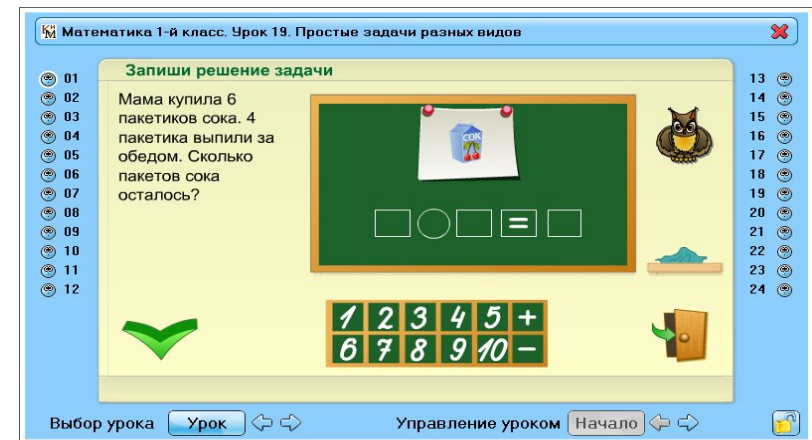 КиМ Математика 1-й класс. Урок 19. Простые задачи разных видов
Запиши решение задачи
Мама купила 6
пакетиков сока. 4
пакетика выпили за
обедом. Сколько
пакетов сока
осталось?
сок
=
1 2 3 4 5 +
6 7 8 9 10 −
01
02
03
04
05
06
07
08
09
10
11
12
13
14
15
16
17
18
19
20
21
22
23
24
Выбор урока Урок Управление уроком Начало